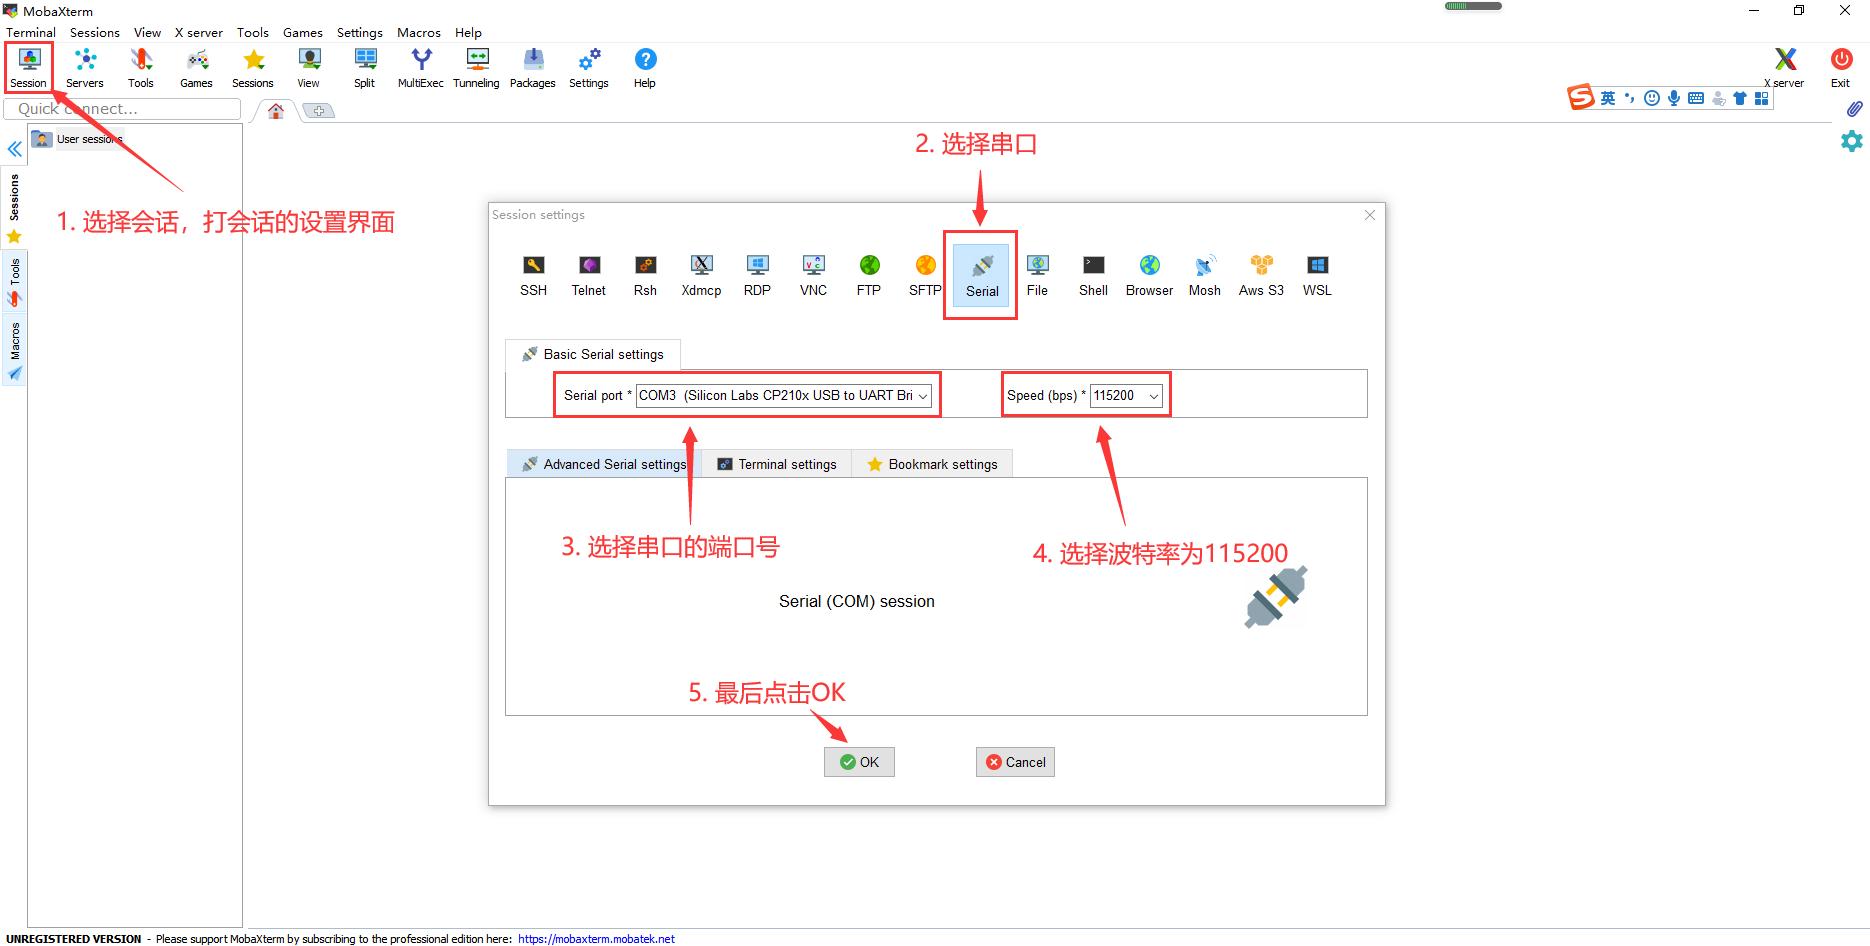 MobaXterm
Terminal Sessions View X server Tools Games Settings Macros Help
Session Servers Tools Games Sessions View Split MultiExec Tunneling Packages Settings Help X server Exit
英
Quick connect...
User sessions
Sessions
Tools
Macros
1. 选择会话，打会话的设置界面
2. 选择串口
Session settings
SSH Telnet Rsh Xdmcp RDP VNC FTP SFTP Serial File Shell Browser Mosh Aws S3 WSL
Basic Serial settings
Serial port * COM3 (Silicon Labs CP210x USB to UART Bri
Speed (bps) * 115200
Advanced Serial settings Terminal settings Bookmark settings
3. 选择串口的端口号
4. 选择波特率为115200
Serial (COM) session
5. 最后点击OK
OK Cancel
UNREGISTERED VERSION - Please support MobaXterm by subscribing to the professional edition here: https://mobaxterm.mobatek.net